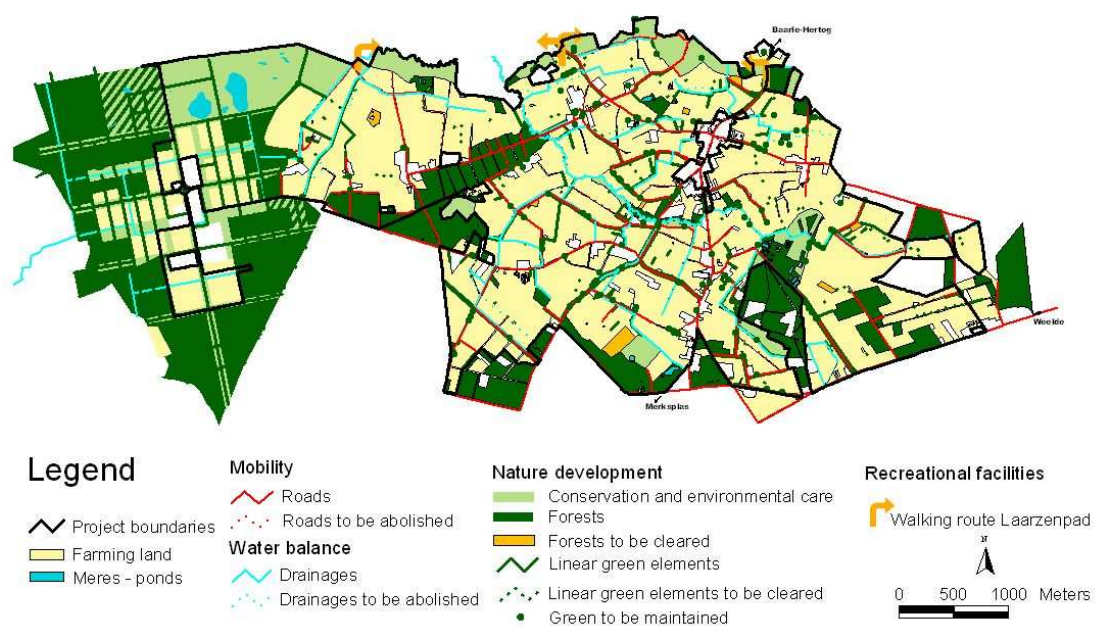 Baarle-Hertog
Weelde
Merksplas
Legend
Project boundaries
Farming land
Meres - ponds
Mobility
Roads
Roads to be abolished
Water balance
Drainages
Drainages to be abolished
Nature development
Conservation and environmental care
Forests
Forests to be cleared
Linear green elements
Linear green elements to be cleared
Green to be maintained
Recreational facilities
Walking route Laarzenpad
N
0 500 1000 Meters